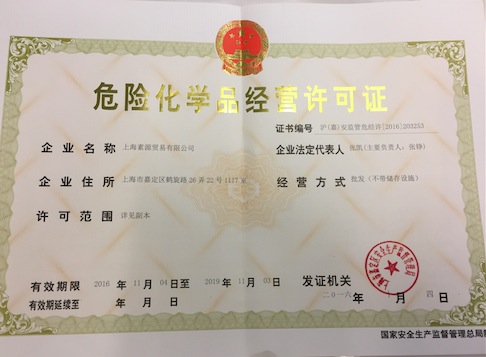 危险化学品经营许可证
证书编号 沪(嘉)安监管危经许[2016]203253
企业名称 上海素源贸易有限公司
企业法定代表人 张凯(主要负责人：张铮)
企业住所 上海市嘉定区鹤旋路26弄22号1117室
经营方式 批发（不带储存设施）
许可范围 详见副本
有效期限 2016 年 11 月 04 日至 2019 年 11 月 03 日
发证机关
有效期延续至 年 月 日
二〇一六 年 月 四 日
国家安全生产监督管理总局